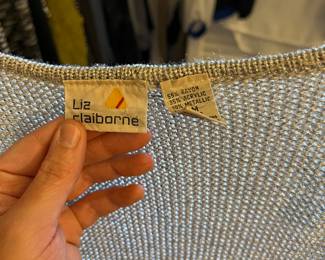 Liz
claiborne
55% RAYON
35% ACRYLIC
10% METALLIC
M